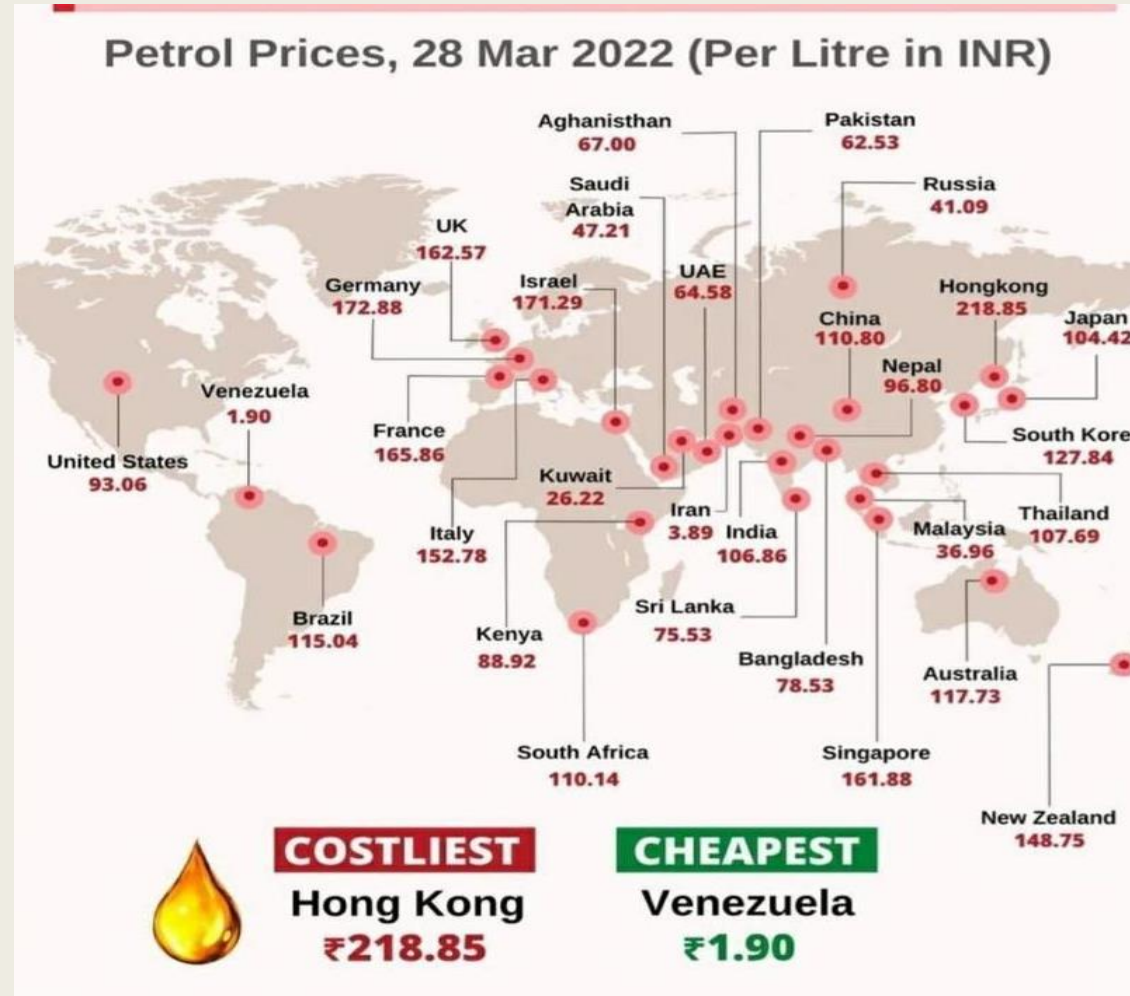 Petrol Prices, 28 Mar 2022 (Per Litre in INR)
Aghanisthan
67.00
Pakistan
62.53
Saudi
Arabia
47.21
Russia
41.09
UK
162.57
Germany
172.88
Israel
171.29
UAE
64.58
Hongkong
218.85
China
110.80
Japan
104.42
Nepal
96.80
Venezuela
1.90
France
165.86
United States
93.06
South Kore
127.84
Kuwait
26.22
Iran
3.89
India
106.86
Italy
152.78
Malaysia
36.96
Thailand
107.69
Brazil
115.04
Kenya
88.92
Sri Lanka
75.53
Bangladesh
78.53
Australia
117.73
South Africa
110.14
Singapore
161.88
New Zealand
148.75
COSTLIEST
Hong Kong
₹218.85
CHEAPEST
Venezuela
₹1.90